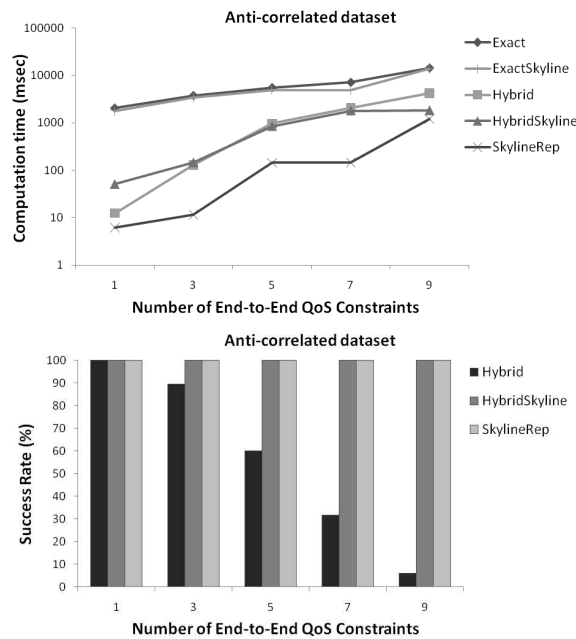 Anti-correlated dataset
100000
10000
1000
100
10
1
Computation time (msec)
1 3 5 7 9
Number of End-to-End QoS Constraints
Exact
ExactSkyline
Hybrid
HybridSkyline
SkylineRep
Anti-correlated dataset
100
90
80
70
60
50
40
30
20
10
0
Success Rate (%)
1 3 5 7 9
Number of End-to-End QoS Constraints
Hybrid
HybridSkyline
SkylineRep